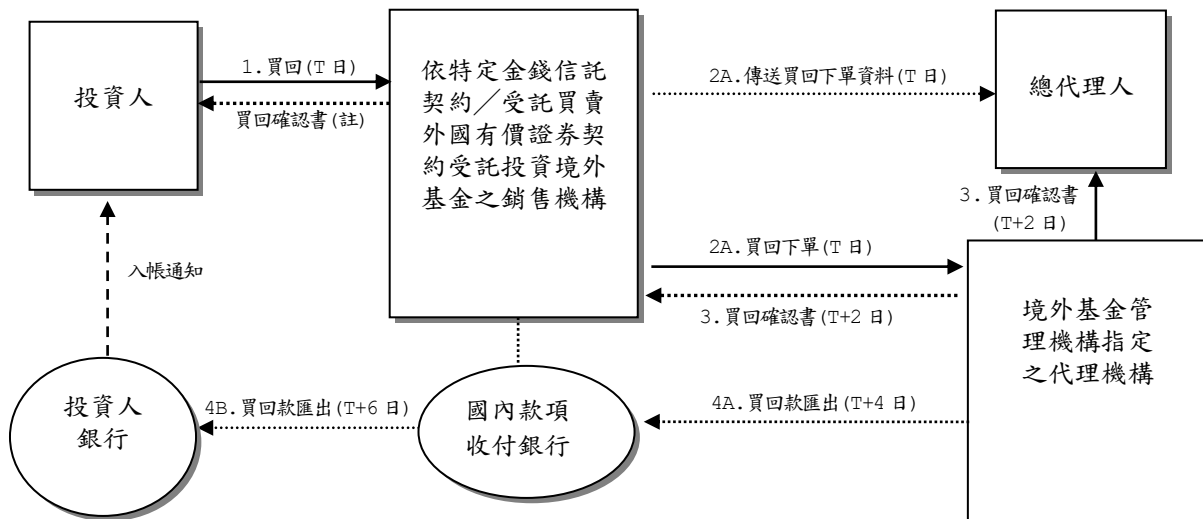 投資人
1.買回(T 日)
買回確認書(註)
依特定金錢信託
契約／受託買賣
外國有價證券契
約受託投資境外
基金之銷售機構
2A.傳送買回下單資料(T 日)
總代理人
3.買回確認書
(T+2 日)
2A.買回下單(T 日)
3.買回確認書(T+2 日)
境外基金管
理機構指定
之代理機構
入帳通知
投資人
銀行
4B.買回款匯出(T+6 日)
國內款項
收付銀行
4A.買回款匯出(T+4 日)